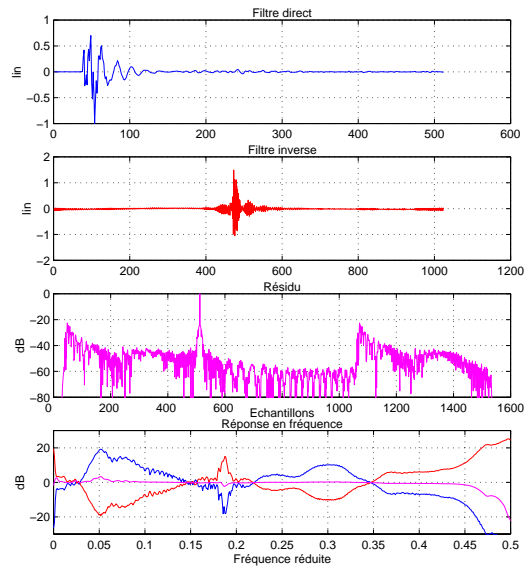 Filtre direct
1
0.5
0
−0.5
−1
lin
0 100 200 300 400 500 600
Filtre inverse
2
1
0
−1
−2
lin
0 200 400 600 800 1000 1200
Résidu
0
−20
−40
−60
−80
dB
0 200 400 600 800 1000 1200 1400 1600
Echantillons
Réponse en fréquence
20
0
−20
dB
0 0.05 0.1 0.15 0.2 0.25 0.3 0.35 0.4 0.45 0.5
Fréquence réduite